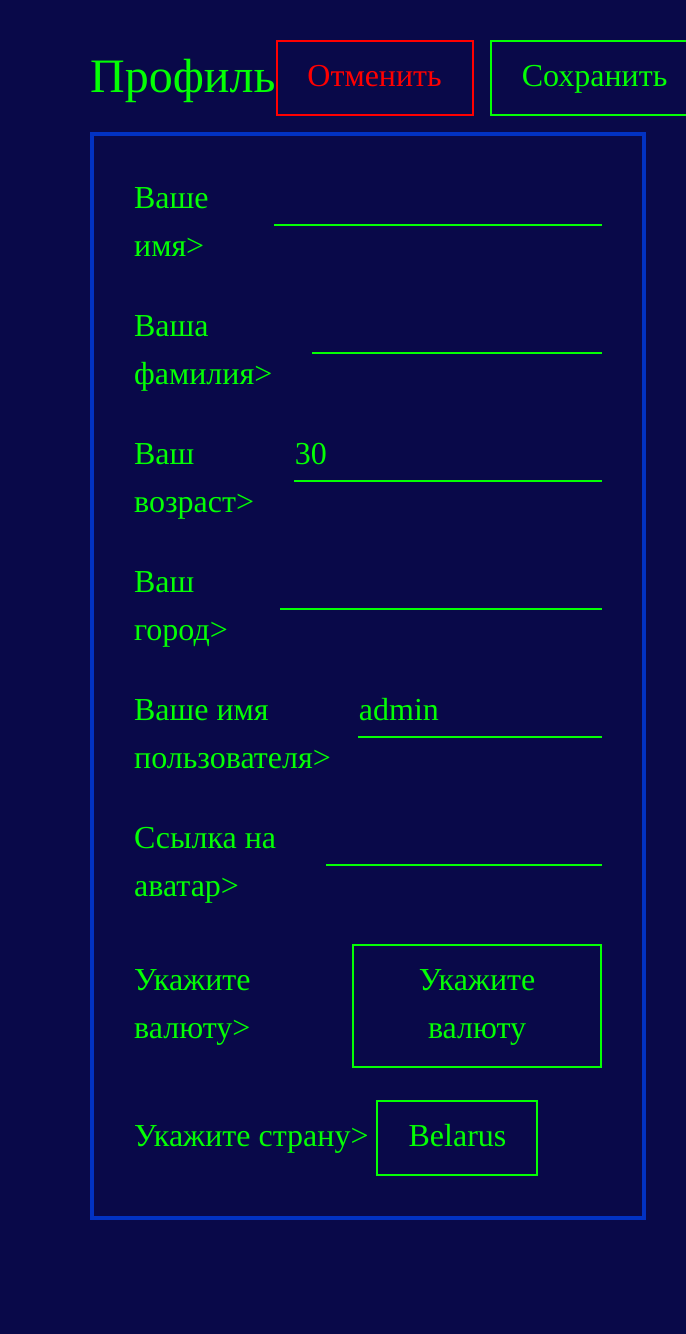 Профиль Отменить Сохранить
Ваше
имя>
Ваша
фамилия>
Ваш 30
возраст>
Ваш
город>
Ваше имя admin
пользователя>
Ссылка на
аватар>
Укажите Укажите
валюту> валюту
Укажите страну> Belarus